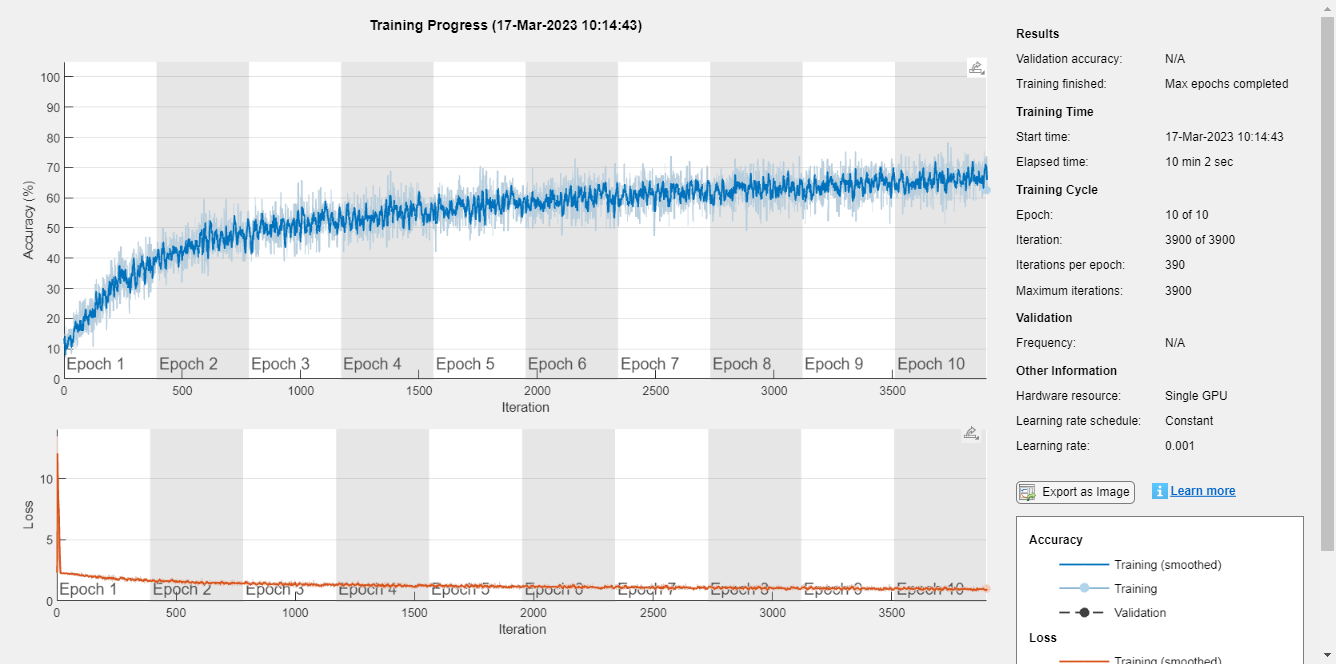 Training Progress (17-Mar-2023 10:14:43)
Accuracy (%)
100
90
80
70
60
50
40
30
20
10
0
Epoch 1 Epoch 2 Epoch 3 Epoch 4 Epoch 5 Epoch 6 Epoch 7 Epoch 8 Epoch 9 Epoch 10
0 500 1000 1500 2000 2500 3000 3500
Iteration
Loss
10
5
0
Epoch 1 Epoch 2 Epoch 3 Epoch 4 Epoch 5 Epoch 6 Epoch 7 Epoch 8 Epoch 9 Epoch 10
0 500 1000 1500 2000 2500 3000 3500
Iteration
Results
Validation accuracy: N/A
Training finished: Max epochs completed
Training Time
Start time: 17-Mar-2023 10:14:43
Elapsed time: 10 min 2 sec
Training Cycle
Epoch: 10 of 10
Iteration: 3900 of 3900
Iterations per epoch: 390
Maximum iterations: 3900
Validation
Frequency: N/A
Other Information
Hardware resource: Single GPU
Learning rate schedule: Constant
Learning rate: 0.001
Export as Image
i Learn more
Accuracy
Training (smoothed)
Training
Validation
Loss
Training (smoothed)